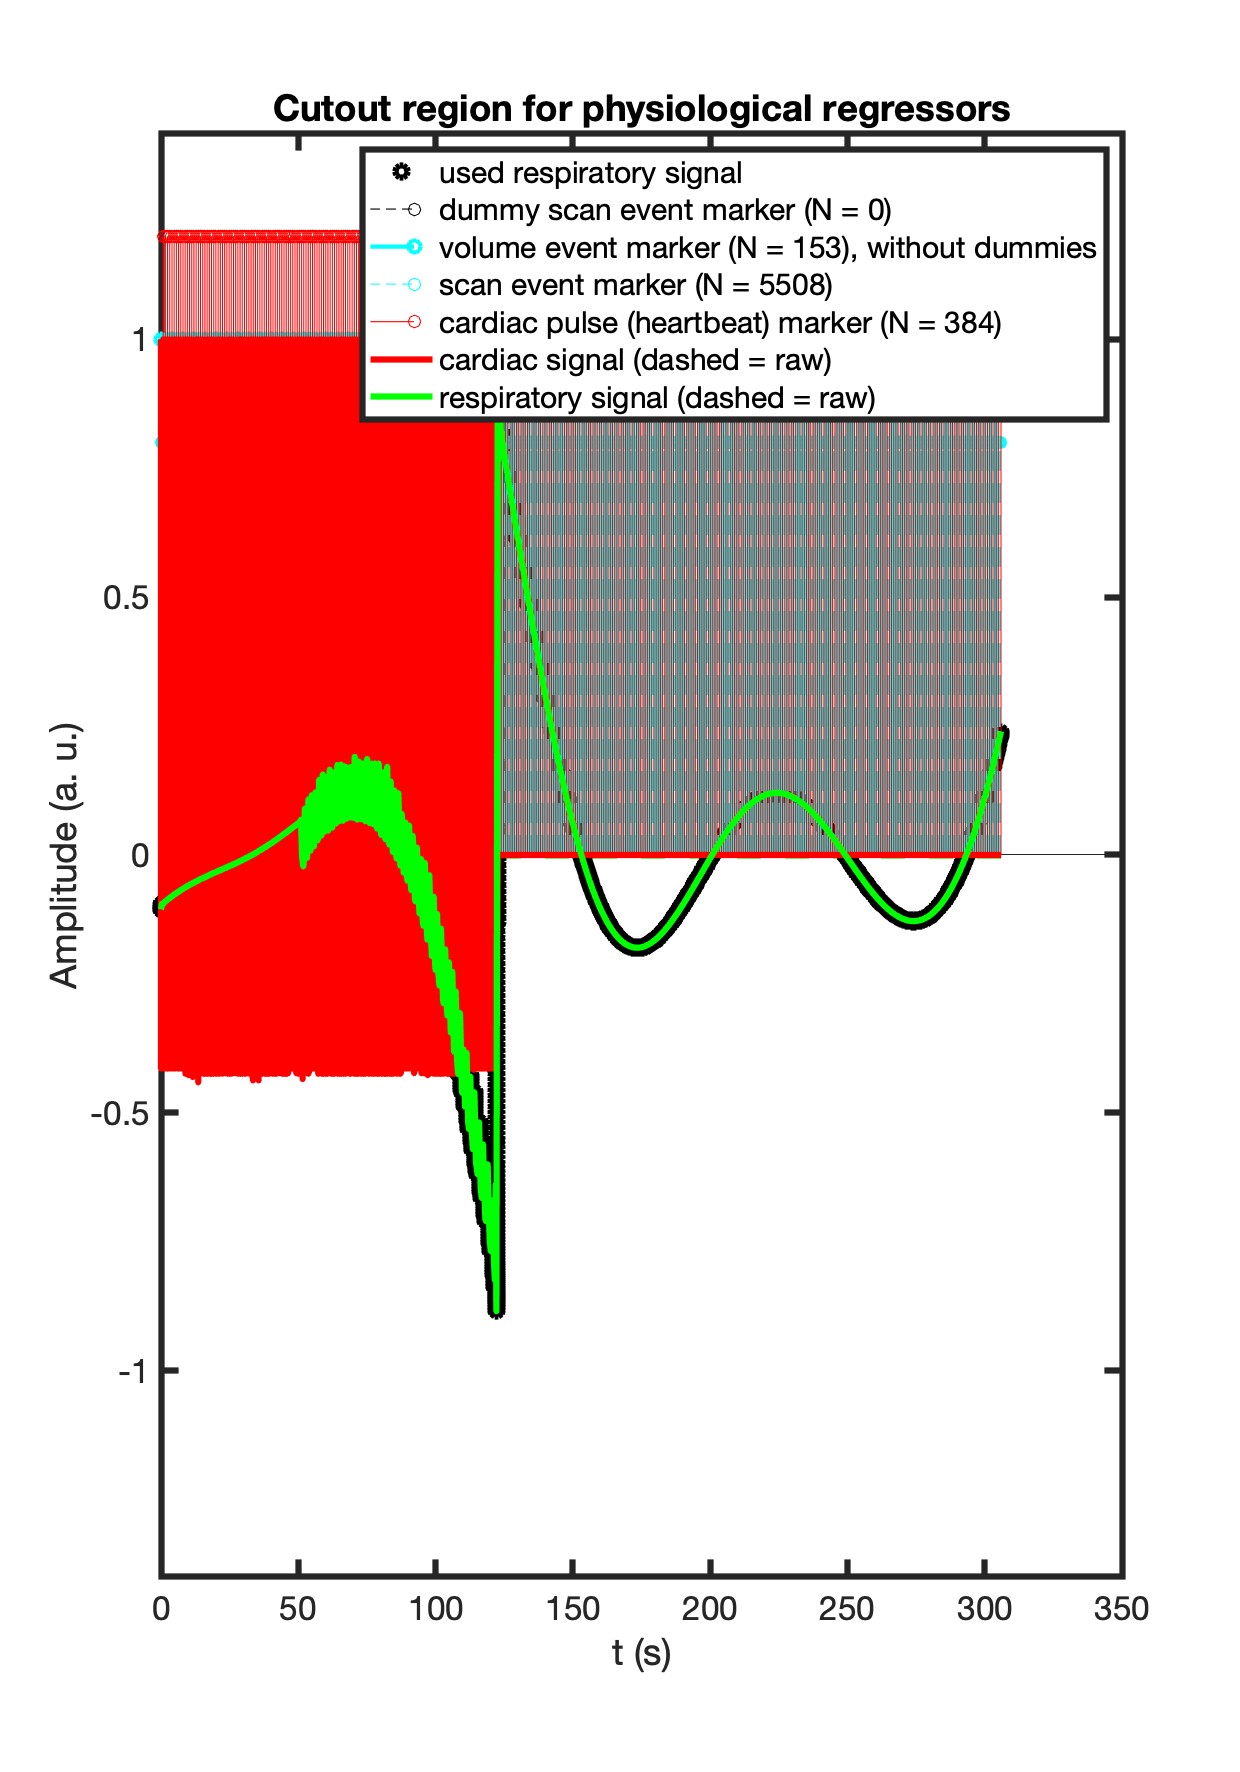 Cutout region for physiological regressors
used respiratory signal
dummy scan event marker (N = 0)
volume event marker (N = 153), without dummies
scan event marker (N = 5508)
cardiac pulse (heartbeat) marker (N = 384)
cardiac signal (dashed = raw)
respiratory signal (dashed = raw)
1
0.5
0
-0.5
-1
Amplitude (a. u.)
0 50 100 150 200 250 300 350
t (s)